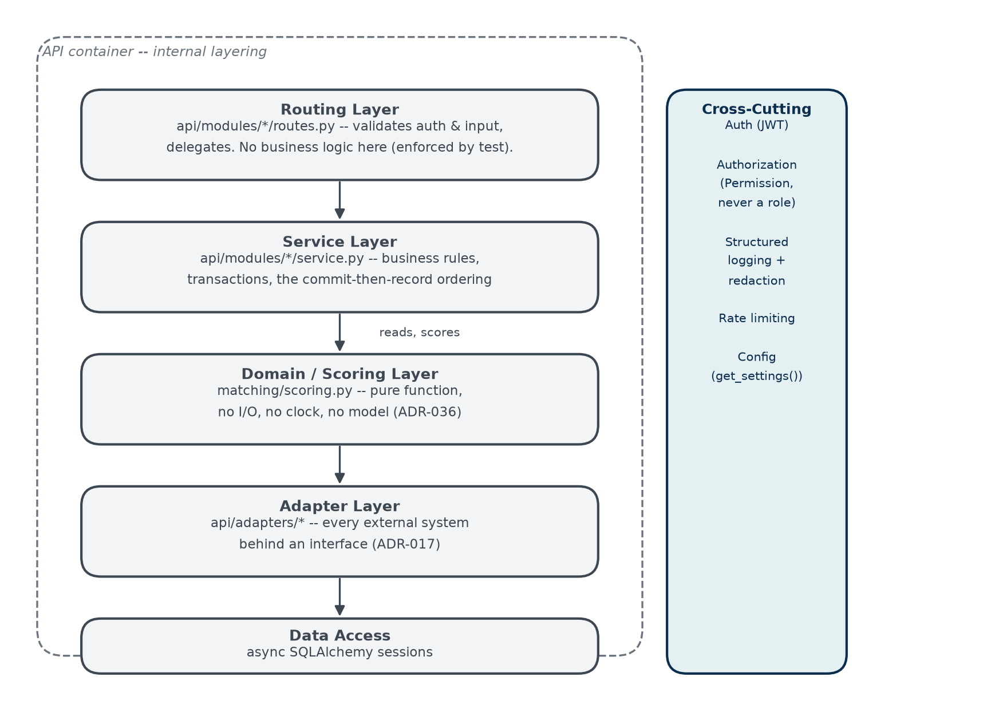 API container -- internal layering
Routing Layer
api/modules/*/routes.py -- validates auth & input,
delegates. No business logic here (enforced by test).
Service Layer
api/modules/*/service.py -- business rules,
transactions, the commit-then-record ordering
reads, scores
Domain / Scoring Layer
matching/scoring.py -- pure function,
no I/O, no clock, no model (ADR-036)
Adapter Layer
api/adapters/* -- every external system
behind an interface (ADR-017)
Data Access
async SQLAlchemy sessions
Cross-Cutting
Auth (JWT)
Authorization
(Permission,
never a role)
Structured
logging +
redaction
Rate limiting
Config
(get_settings())